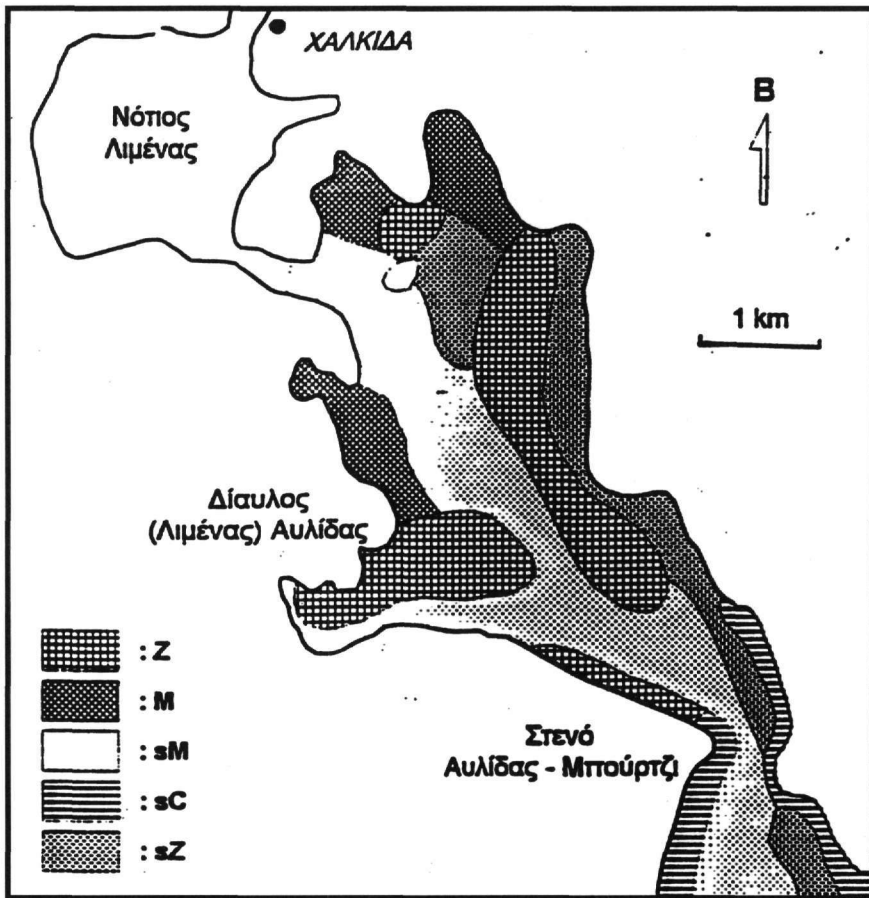 ΧΑΛΚΙΔΑ
Νότιος
Λιμένας
Β
1 km
Δίαυλος
(Λιμένας) Αυλίδας
: Z
: M
: sM
: sC
: sZ
Στενό
Αυλίδας - Μπούρτζι